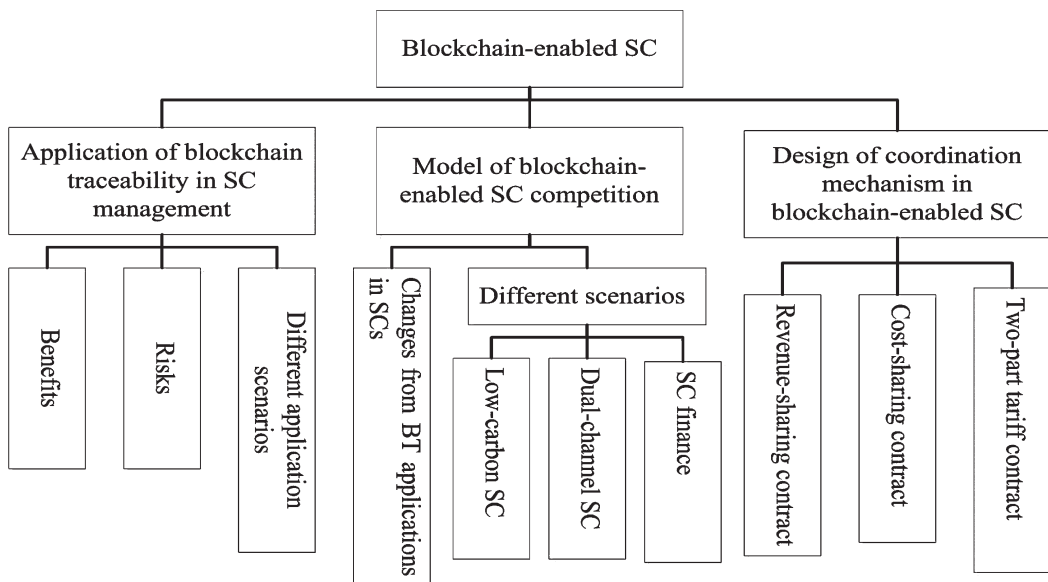 Blockchain-enabled SC
Application of blockchain
traceability in SC
management
Model of blockchain-
enabled SC competition
Design of coordination
mechanism in
blockchain-enabled SC
Benefits
Risks
Different application
scenarios
Changes from BT applications
in SCs
Different scenarios
Low-carbon SC
Dual-channel SC
SC finance
Revenue-sharing contract
Cost-sharing contract
Two-part tariff contract